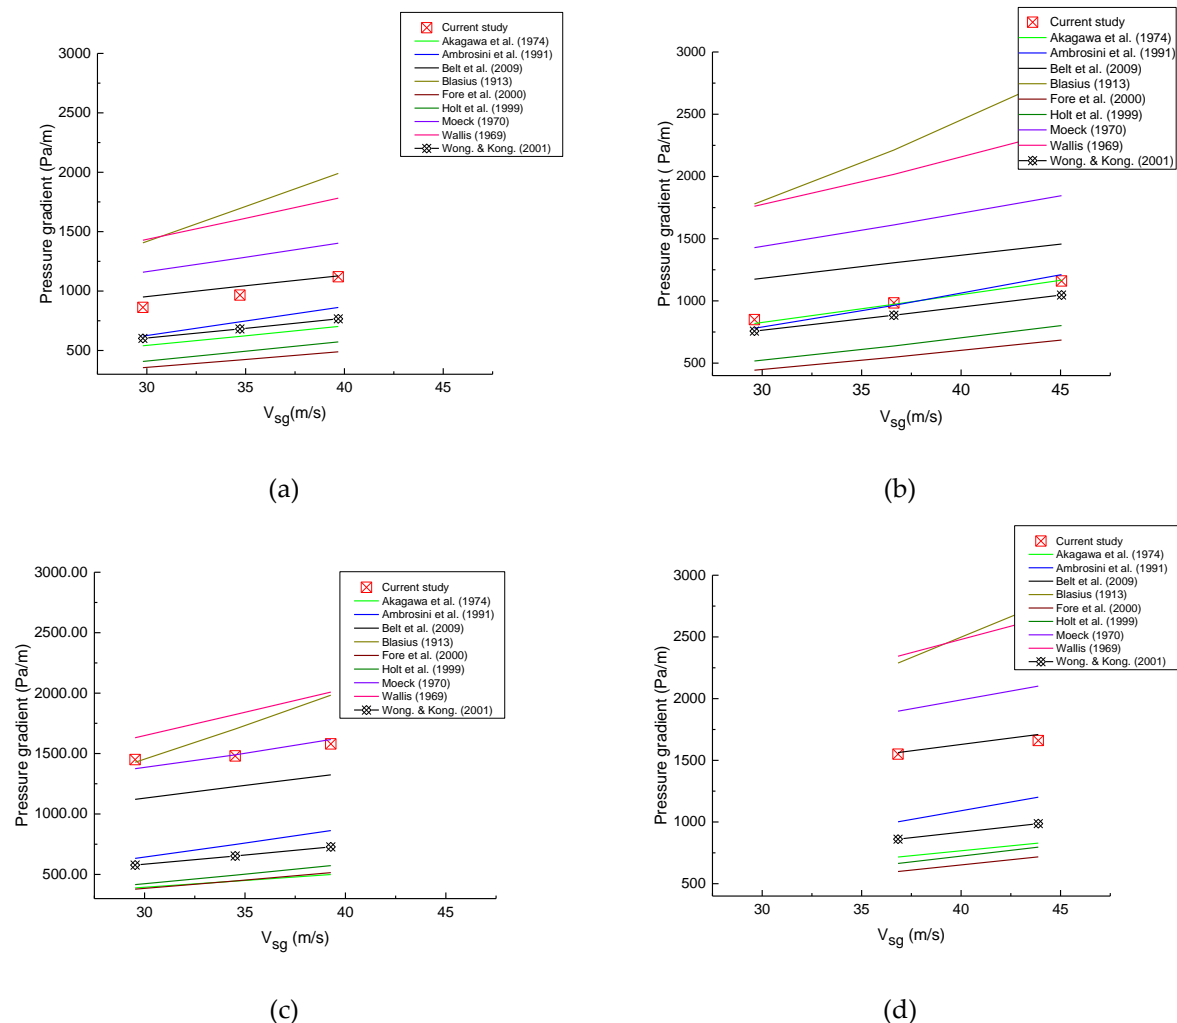 Current study
Akagawa et al. (1974)
Ambrosini et al. (1991)
Belt et al. (2009)
Blasius (1913)
Fore et al. (2000)
Holt et al. (1999)
Moeck (1970)
Wallis (1969)
Wong. & Kong. (2001)
3000
2500
2000
1500
1000
500
Pressure gradient (Pa/m)
30
35
40
45
Vsg(m/s)
(a)
Current study
Akagawa et al. (1974)
Ambrosini et al. (1991)
Belt et al. (2009)
Blasius (1913)
Fore et al. (2000)
Holt et al. (1999)
Moeck (1970)
Wallis (1969)
Wong. & Kong. (2001)
3000
2500
2000
1500
1000
500
Pressure gradient ( Pa/m)
30
35
40
45
Vsg(m/s)
(b)
Current study
Akagawa et al. (1974)
Ambrosini et al. (1991)
Belt et al. (2009)
Blasius (1913)
Fore et al. (2000)
Holt et al. (1999)
Moeck (1970)
Wallis (1969)
Wong. & Kong. (2001)
3000.00
2500.00
2000.00
1500.00
1000.00
500.00
Pressure gradient (Pa/m)
30
35
40
45
Vsg (m/s)
(c)
Current study
Akagawa et al. (1974)
Ambrosini et al. (1991)
Belt et al. (2009)
Blasius (1913)
Fore et al. (2000)
Holt et al. (1999)
Moeck (1970)
Wallis (1969)
Wong. & Kong. (2001)
3000
2500
2000
1500
1000
500
Pressure gradient (Pa/m)
30
35
40
45
Vsg (m/s)
(d)